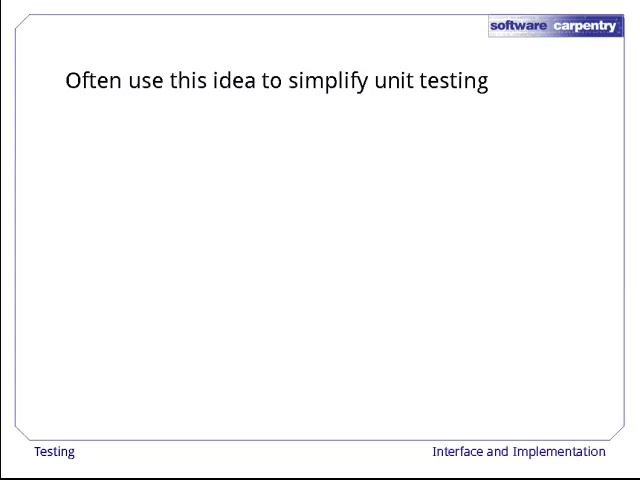 software carpentry
Often use this idea to simplify unit testing
Testing
Interface and Implementation